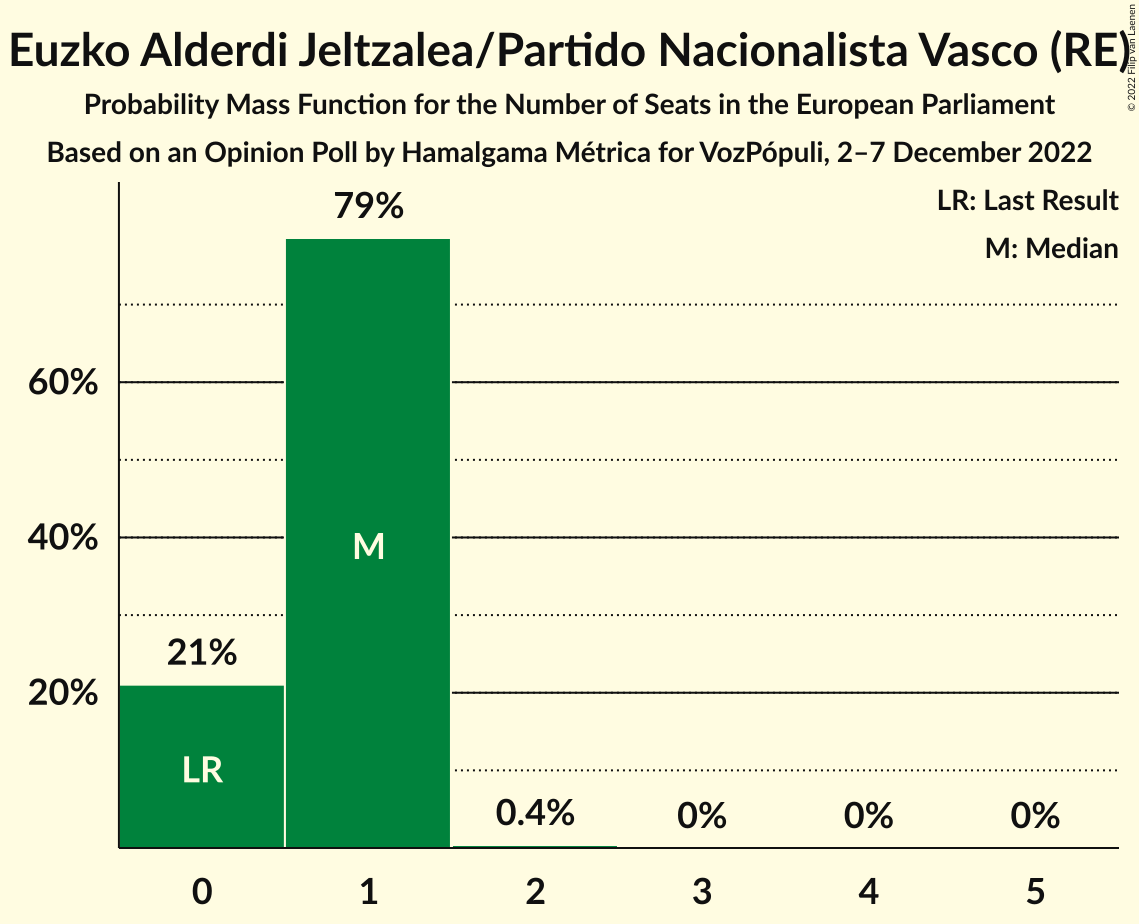 Euzko Alderdi Jeltzalea/Partido Nacionalista Vasco (RE)
© 2022 Filip van Laenen
Probability Mass Function for the Number of Seats in the European Parliament
Based on an Opinion Poll by Hamalgama Métrica for VozPópuli, 2–7 December 2022
LR: Last Result
M: Median
79%
60%
40%
M
21%
20%
LR
0.4%
0%
0%
0%
0
1
2
3
4
5